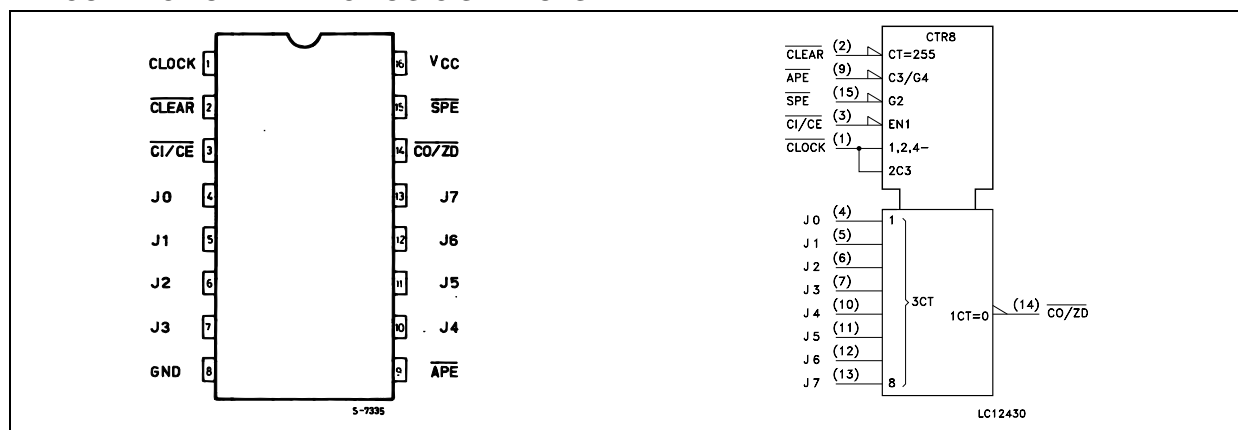 CLOCK 1 16 VCC
CLEAR 2 15 SPE
CI/CE 3 14 CO/ZD
J0 4 13 J7
J1 5 12 J6
J2 6 11 J5
J3 7 10 J4
GND 8 9 APE
S-7335
CTR8
CLEAR (2) CT=255
APE (9) C3/G4
SPE (15) G2
CI/CE (3) EN1
CLOCK (1) 1,2,4−
2C3
J0 (4) 1
J1 (5)
J2 (6)
J3 (7)
3CT
1CT=0 (14) CO/ZD
J4 (10)
J5 (11)
J6 (12)
J7 (13) 8
LC12430